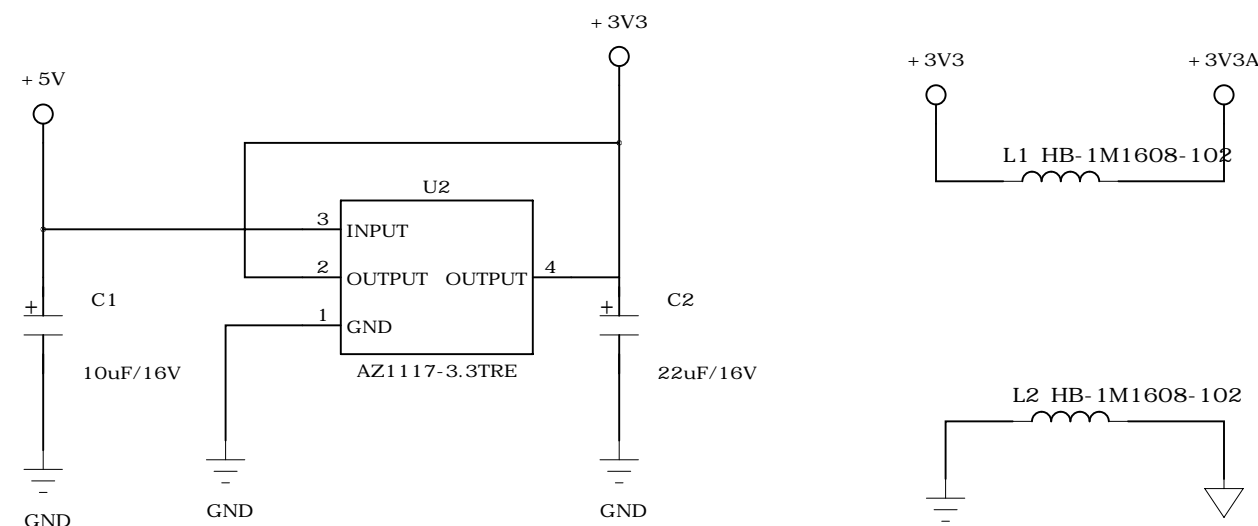 +3V3
+5V
+3V3
+3V3A
L1 HB-1M1608-102
U2
3
INPUT
2
OUTPUT
OUTPUT
4
1
GND
+
C1
+
C2
10uF/16V
AZ1117-3.3TRE
22uF/16V
L2 HB-1M1608-102
GND
GND
GND